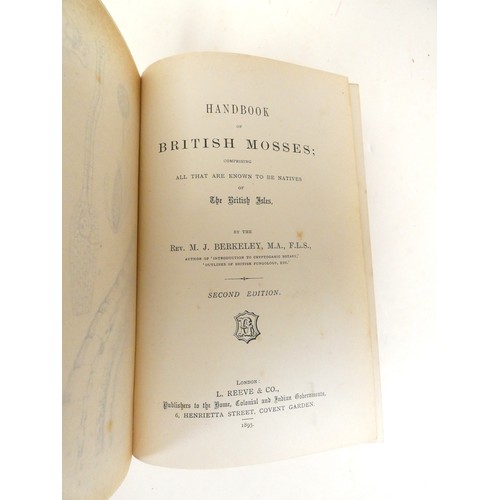 HANDBOOK
OF
BRITISH MOSSES;
COMPRISING
ALL THAT ARE KNOWN TO BE NATIVES
OF
The British Isles.
BY THE
REV. M. J. BERKELEY, M.A., F.L.S.,
AUTHOR OF 'INTRODUCTION TO CRYPTOGAMIC BOTANY,'
'OUTLINES OF BRITISH FUNGOLOGY, ETC.'
SECOND EDITION.
LONDON:
L. REEVE & CO.,
Publishers to the Home, Colonial and Indian Governments,
6, HENRIETTA STREET, COVENT GARDEN.
1895.